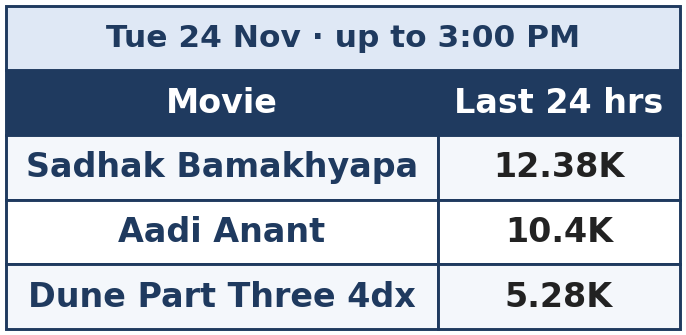 Tue 24 Nov · up to 3:00 PM
Movie Last 24 hrs
Sadhak Bamakhyapa 12.38K
Aadi Anant 10.4K
Dune Part Three 4dx 5.28K